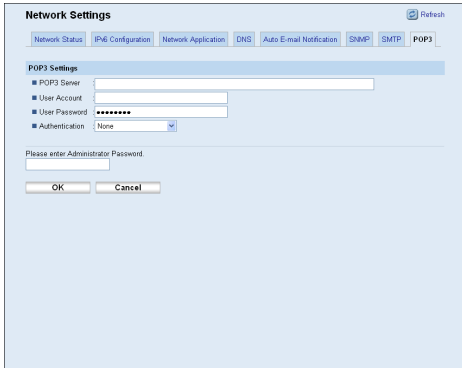 Network Settings
Refresh
Network Status IPv6 Configuration Network Application DNS Auto E-mail Notification SNMP SMTP POP3
POP3 Settings
POP3 Server :
User Account :
User Password : ●●●●●●●●
Authentication : None
Please enter Administrator Password.
OK Cancel